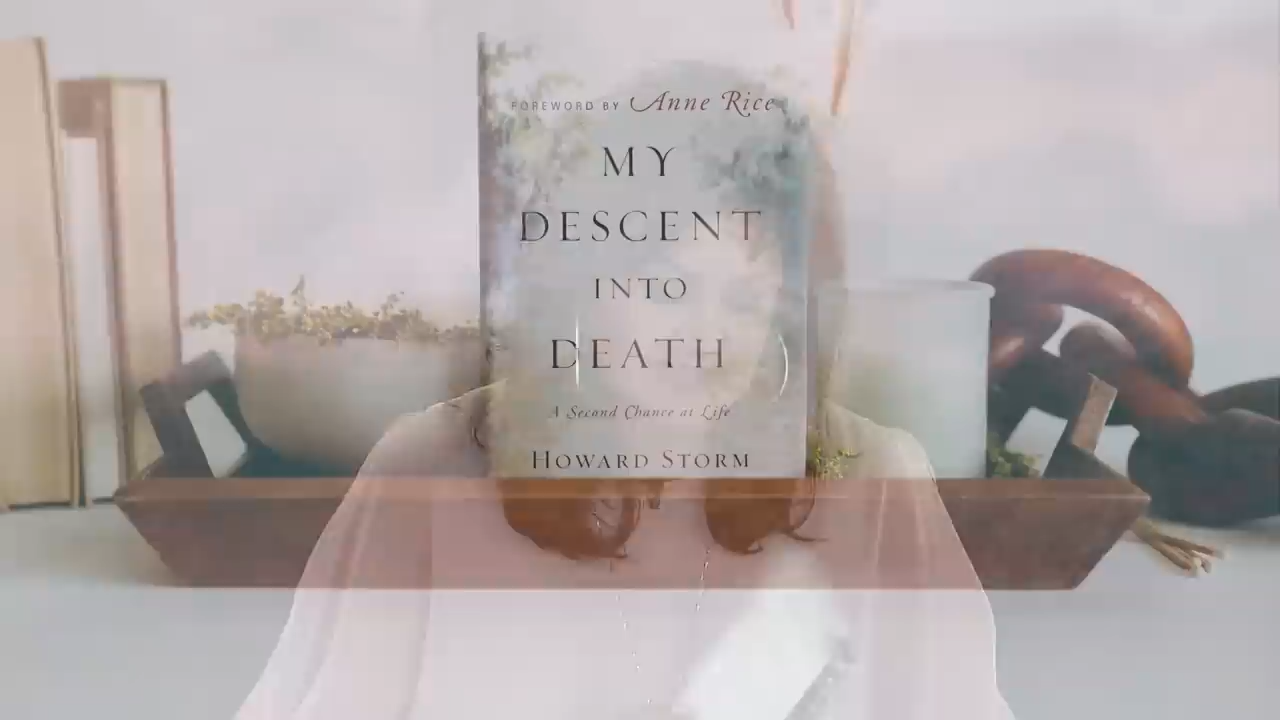 FOREWORD BY Anne Rice
MY
DESCENT
INTO
DEATH
A Second Chance at Life
HOWARD STORM